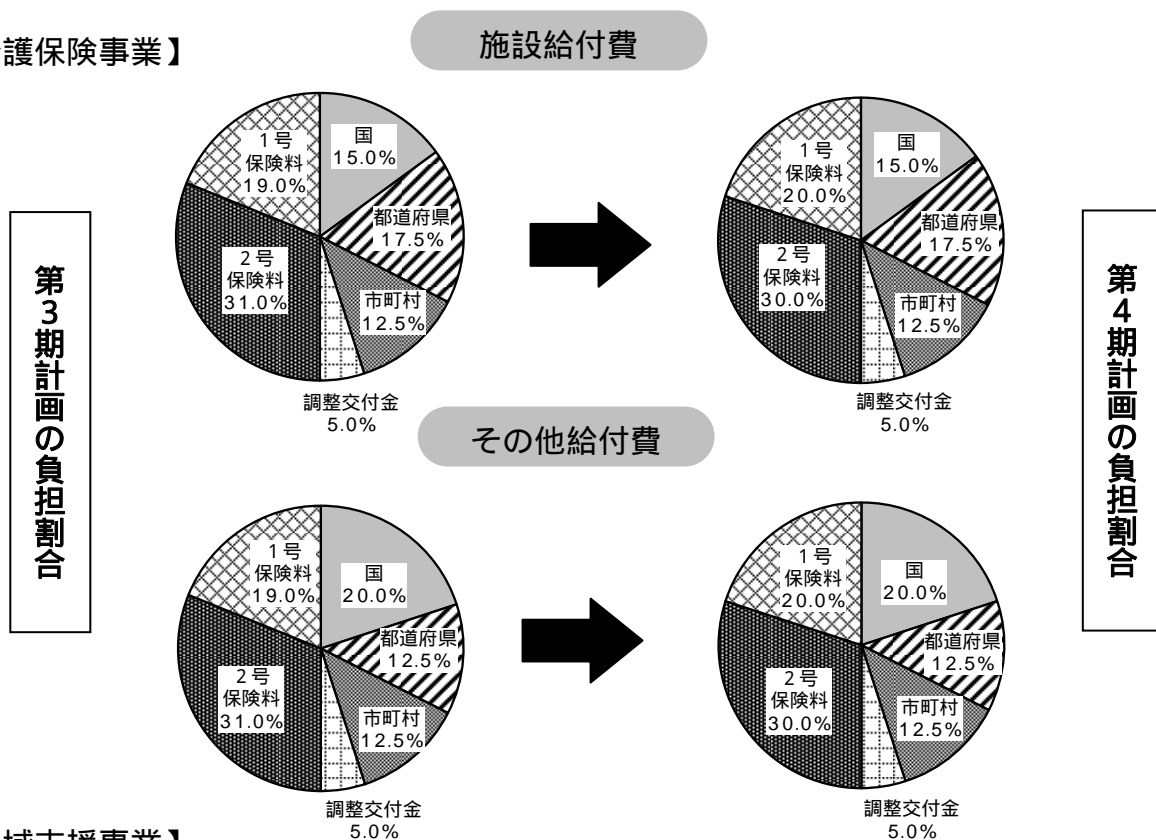 護保険事業】
施設給付費
第3期計画の負担割合
国
15.0%
都道府県
17.5%
市町村
12.5%
調整交付金
5.0%
2号
保険料
31.0%
1号
保険料
19.0%
国
15.0%
都道府県
17.5%
市町村
12.5%
調整交付金
5.0%
2号
保険料
30.0%
1号
保険料
20.0%
第4期計画の負担割合
その他給付費
国
20.0%
都道府県
12.5%
市町村
12.5%
調整交付金
5.0%
2号
保険料
31.0%
1号
保険料
19.0%
国
20.0%
都道府県
12.5%
市町村
12.5%
調整交付金
5.0%
2号
保険料
30.0%
1号
保険料
20.0%
域支援事業】